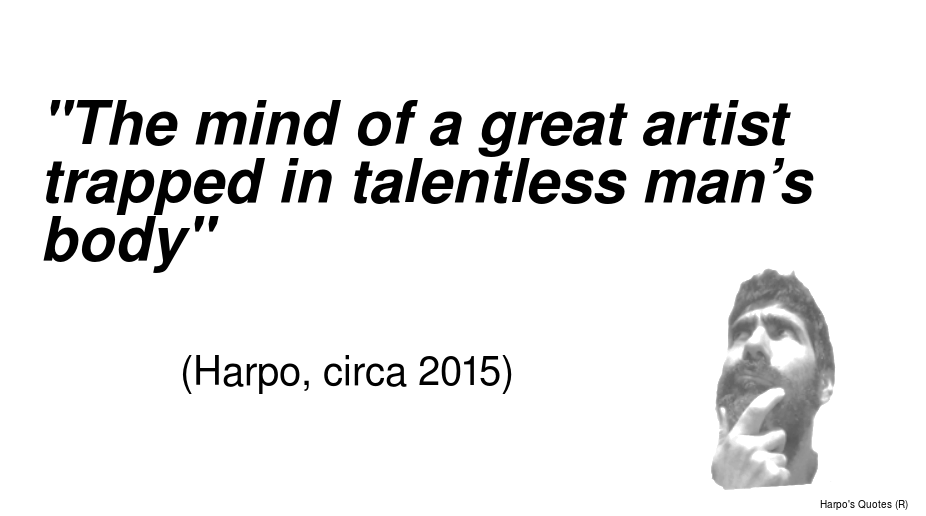 "The mind of a great artist
trapped in talentless man’s
body"
(Harpo, circa 2015)
Harpo's Quotes (R)